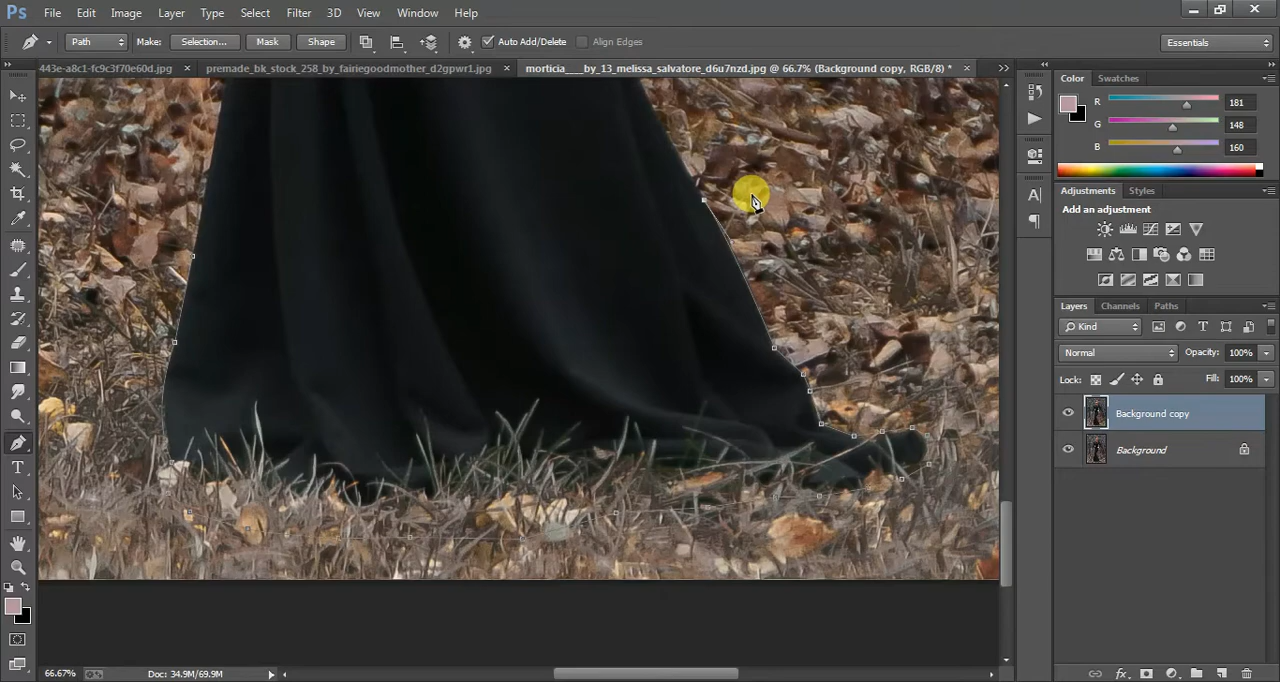 Ps File Edit Image Layer Type Select Filter 3D View Window Help
Path Make: Selection... Mask Shape Auto Add/Delete Align Edges Essentials
443e-a8c1-fc9c3f70e60d.jpg × premade_bk_stock_258_by_fairiegoodmother_d2gpwr1.jpg × morticia___by_13_melissa_salvatore_d6u7nzd.jpg @ 66.7% (Background copy, RGB/8) * ×
Color Swatches
R 181
G 148
B 160
Adjustments Styles
Add an adjustment
Layers Channels Paths
Kind
Normal Opacity: 100%
Lock: Fill: 100%
Background copy
Background
66.67% Doc: 34.9M/69.9M